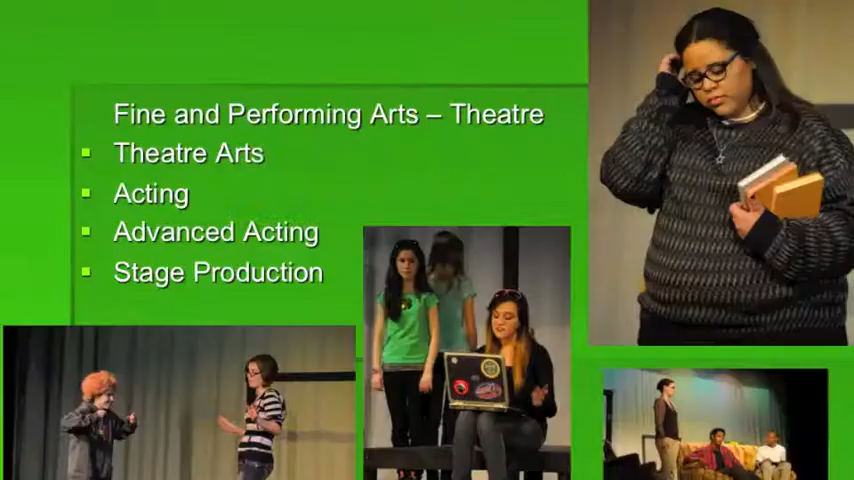 Fine and Performing Arts – Theatre
Theatre Arts
Acting
Advanced Acting
Stage Production